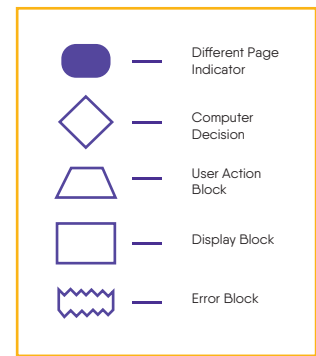 Different Page
Indicator
Computer
Decision
User Action
Block
Display Block
Error Block